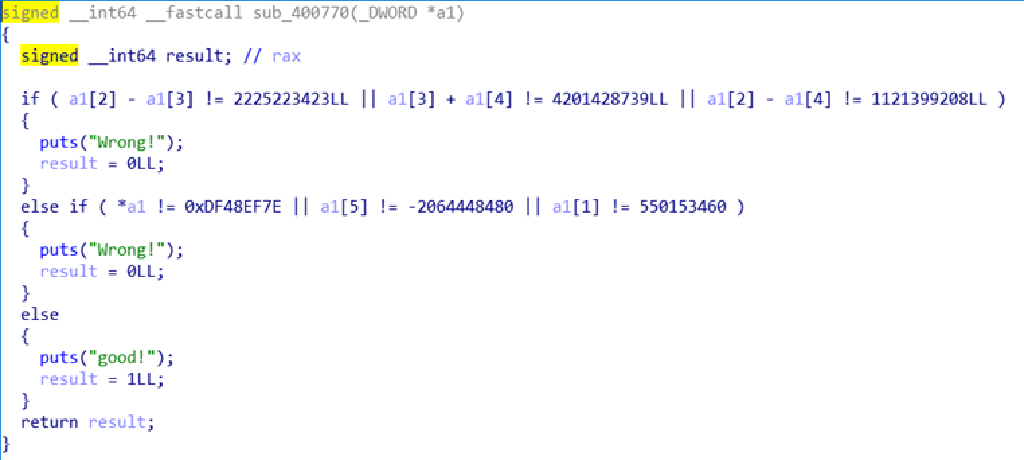 signed __int64 __fastcall sub_400770(_DWORD *a1)
{
signed __int64 result; // rax
if ( a1[2] - a1[3] != 2225223423LL || a1[3] + a1[4] != 4201428739LL || a1[2] - a1[4] != 1121399208LL )
{
puts("Wrong!");
result = 0LL;
}
else if ( *a1 != 0xDF48EF7E || a1[5] != -2064448480 || a1[1] != 550153460 )
{
puts("Wrong!");
result = 0LL;
}
else
{
puts("good!");
result = 1LL;
}
return result;
}